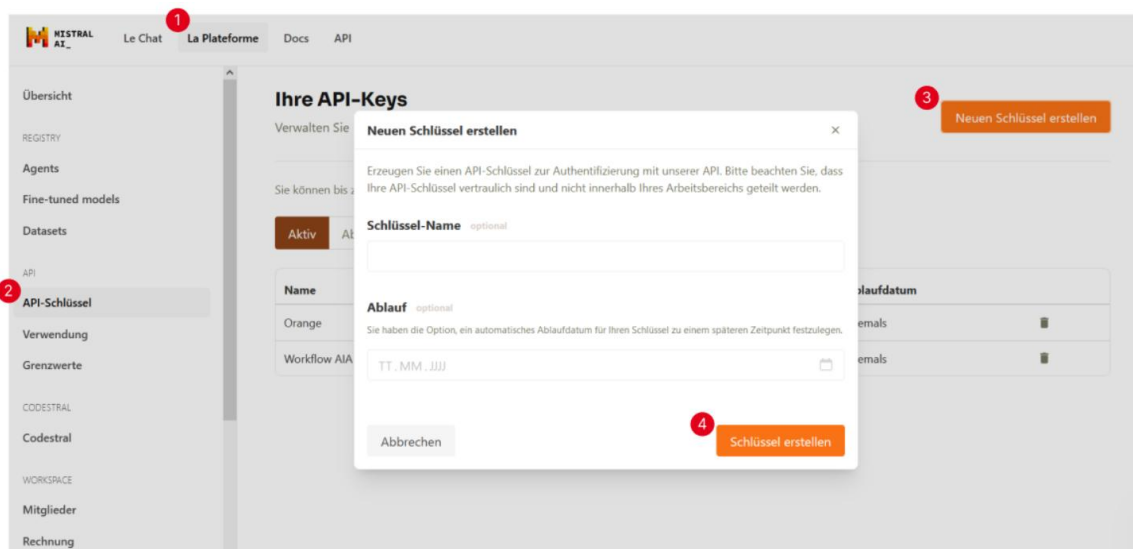 1
MISTRAL AI_ Le Chat La Plateforme Docs API
Übersicht
REGISTRY
Agents
Fine-tuned models
Datasets
API
2
API-Schlüssel
Verwendung
Grenzwerte
CODESTRAL
Codestral
WORKSPACE
Mitglieder
Rechnung
Ihre API-Keys
Verwalten Sie
3
Neuen Schlüssel erstellen
Sie können bis
Aktiv
Name
Orange
Workflow AIA
Neuen Schlüssel erstellen ×
Erzeugen Sie einen API-Schlüssel zur Authentifizierung mit unserer API. Bitte beachten Sie, dass
Ihre API-Schlüssel vertraulich sind und nicht innerhalb Ihres Arbeitsbereichs geteilt werden.
Schlüssel-Name optional
Ablauf optional
Sie haben die Option, ein automatisches Ablaufdatum für Ihren Schlüssel zu einem späteren Zeitpunkt festzulegen.
TT.MM.JJJJ
Abbrechen
4
Schlüssel erstellen
blaufdatum
emals
emals